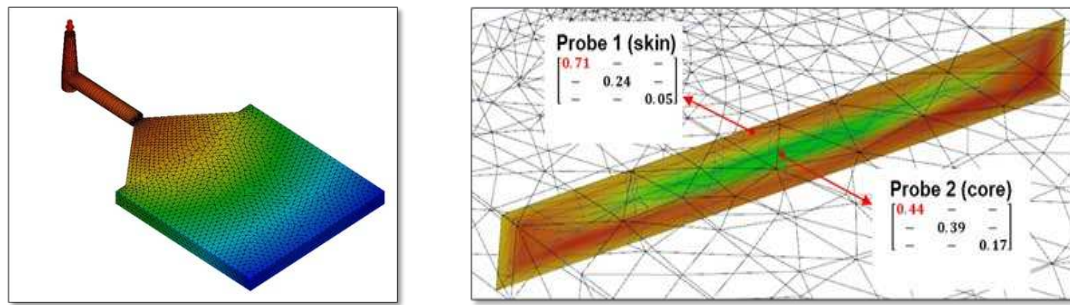 Probe 1 (skin)
0.71 – –
– 0.24 –
– – 0.05
Probe 2 (core)
0.44 – –
– 0.39 –
– – 0.17